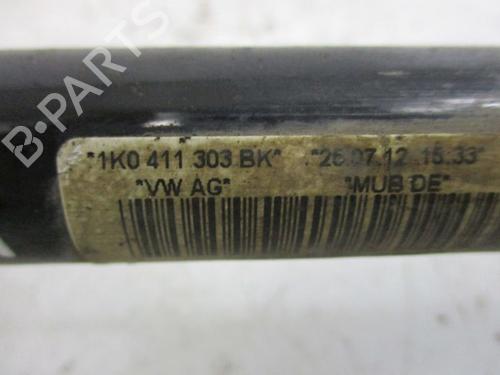 "1K0 411 303 BK" "26.07.12 15:33"
"VW AG" "MUB DE"
B-PARTS